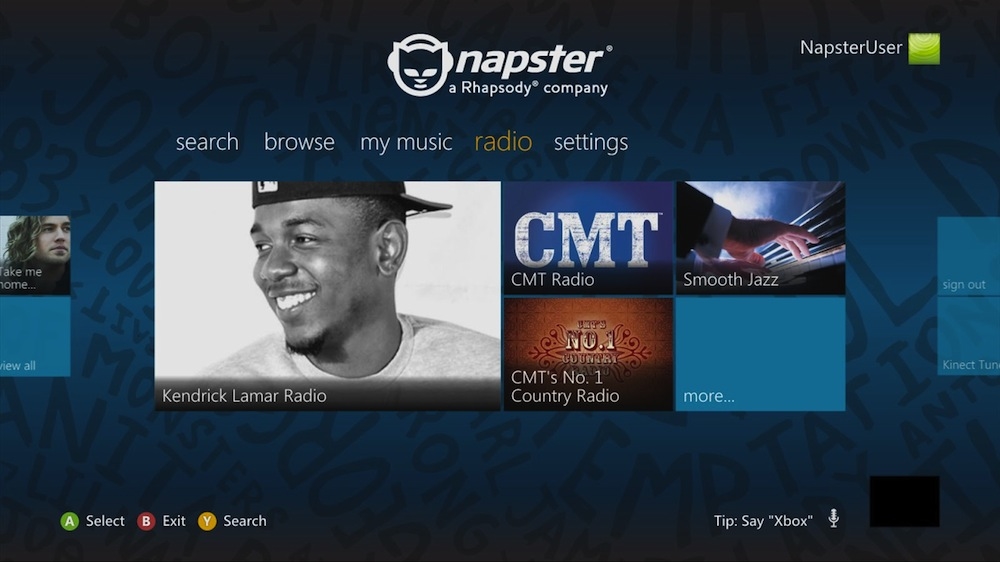 napster®
a Rhapsody® company
NapsterUser
search browse my music radio settings
Take me
home...
view all
Kendrick Lamar Radio
CMT
CMT Radio
Smooth Jazz
CMT'S
NO.1
COUNTRY
CMT's No. 1
Country Radio
more...
sign out
Kinect Tun
A Select B Exit Y Search
Tip: Say "Xbox"